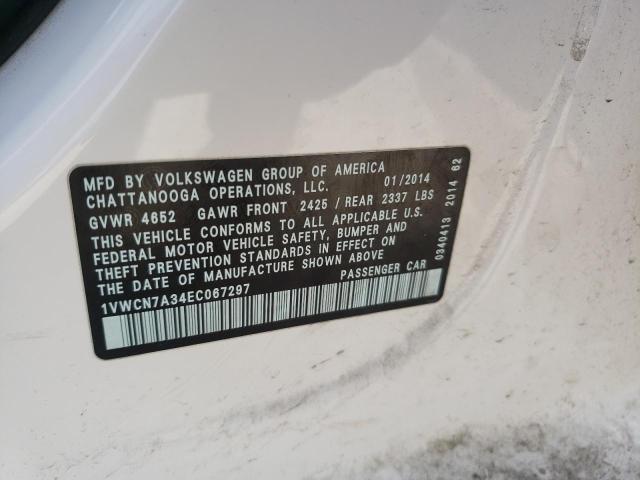 MFD BY VOLKSWAGEN GROUP OF AMERICA
CHATTANOOGA OPERATIONS, LLC. 01/2014
GVWR 4652 GAWR FRONT 2425 / REAR 2337 LBS
THIS VEHICLE CONFORMS TO ALL APPLICABLE U.S.
FEDERAL MOTOR VEHICLE SAFETY, BUMPER AND
THEFT PREVENTION STANDARDS IN EFFECT ON
THE DATE OF MANUFACTURE SHOWN ABOVE
1VWCN7A34EC067297 PASSENGER CAR
0340413 2014 62